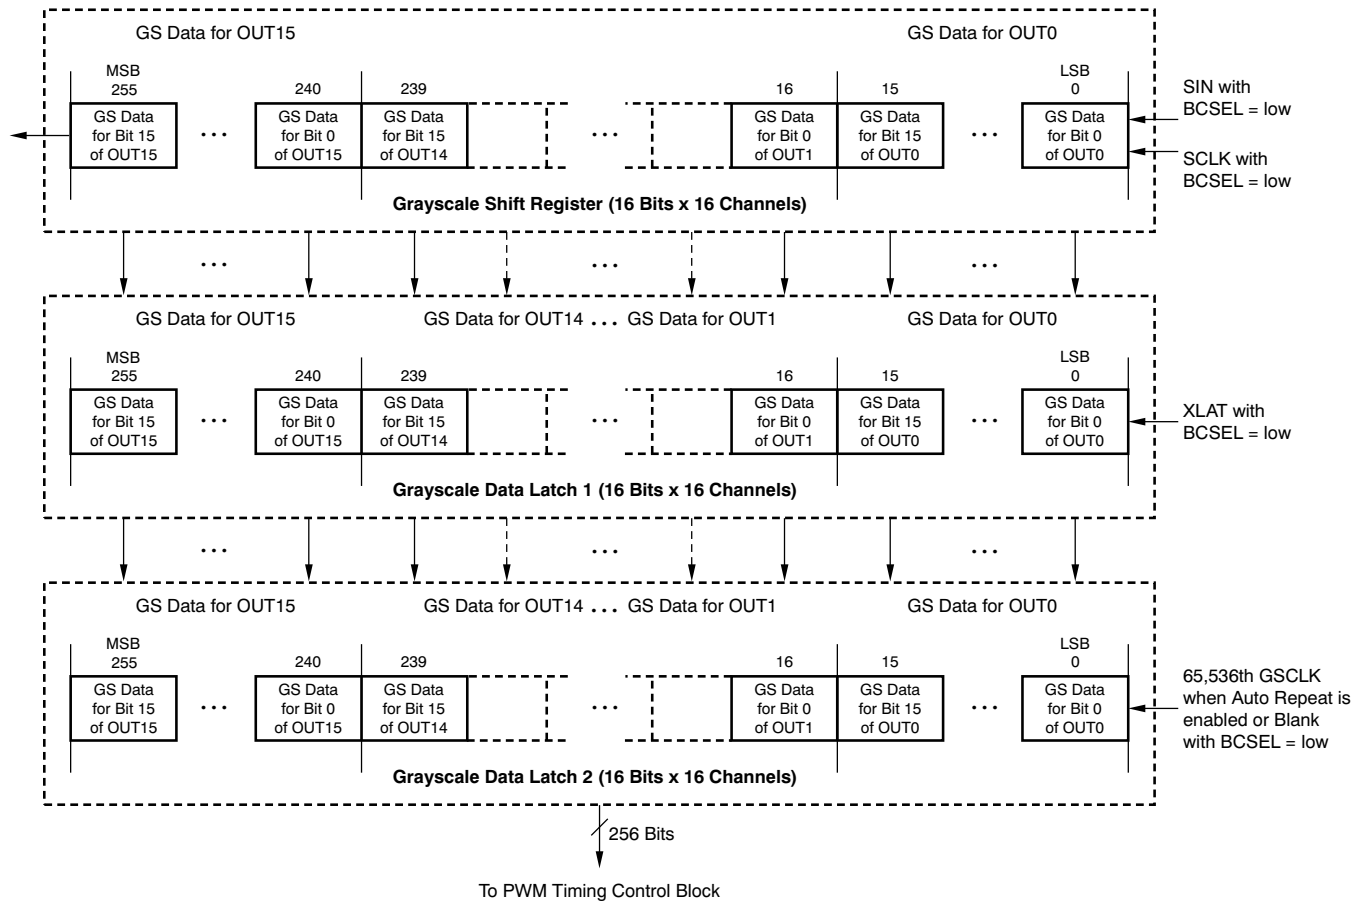 GS Data for OUT15
GS Data for OUT0
MSB
LSB
255
240
239
16
15
0
GS Data
for Bit 15
of OUT15
...
GS Data
for Bit 0
of OUT15
GS Data
for Bit 15
of OUT14
...
GS Data
for Bit 0
of OUT1
GS Data
for Bit 15
of OUT0
...
GS Data
for Bit 0
of OUT0
SIN with
BCSEL = low
SCLK with
BCSEL = low
Grayscale Shift Register (16 Bits x 16 Channels)
...
...
...
GS Data for OUT15
GS Data for OUT14 ... GS Data for OUT1
GS Data for OUT0
MSB
LSB
255
240
239
16
15
0
GS Data
for Bit 15
of OUT15
...
GS Data
for Bit 0
of OUT15
GS Data
for Bit 15
of OUT14
...
GS Data
for Bit 0
of OUT1
GS Data
for Bit 15
of OUT0
...
GS Data
for Bit 0
of OUT0
XLAT with
BCSEL = low
Grayscale Data Latch 1 (16 Bits x 16 Channels)
...
...
...
GS Data for OUT15
GS Data for OUT14 ... GS Data for OUT1
GS Data for OUT0
MSB
LSB
255
240
239
16
15
0
GS Data
for Bit 15
of OUT15
...
GS Data
for Bit 0
of OUT15
GS Data
for Bit 15
of OUT14
...
GS Data
for Bit 0
of OUT1
GS Data
for Bit 15
of OUT0
...
GS Data
for Bit 0
of OUT0
65,536th GSCLK
when Auto Repeat is
enabled or Blank
with BCSEL = low
Grayscale Data Latch 2 (16 Bits x 16 Channels)
256 Bits
To PWM Timing Control Block